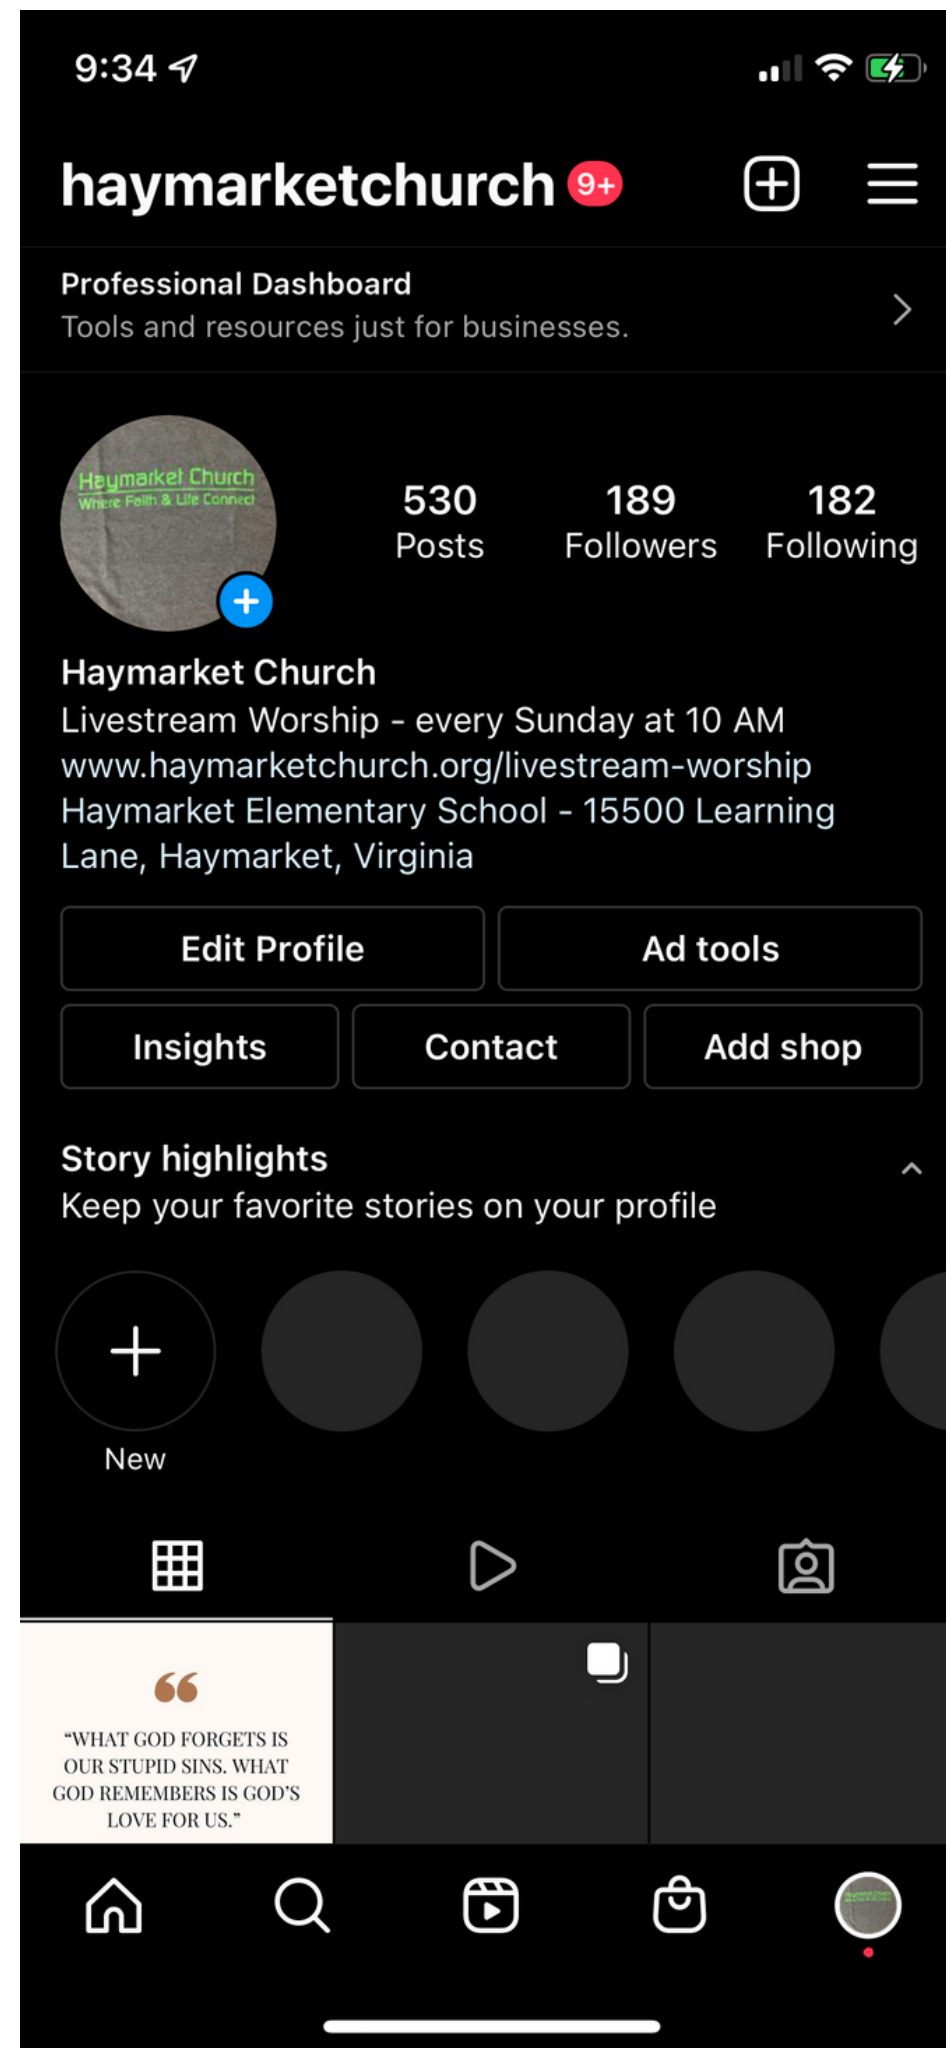 9:34
haymarketchurch 9+
Professional Dashboard
Tools and resources just for businesses.
Haymarket Church
Where Faith & Life Connect
530 189 182
Posts Followers Following
Haymarket Church
Livestream Worship - every Sunday at 10 AM
www.haymarketchurch.org/livestream-worship
Haymarket Elementary School - 15500 Learning
Lane, Haymarket, Virginia
Edit Profile Ad tools
Insights Contact Add shop
Story highlights
Keep your favorite stories on your profile
New
“
“WHAT GOD FORGETS IS
OUR STUPID SINS. WHAT
GOD REMEMBERS IS GOD’S
LOVE FOR US.”